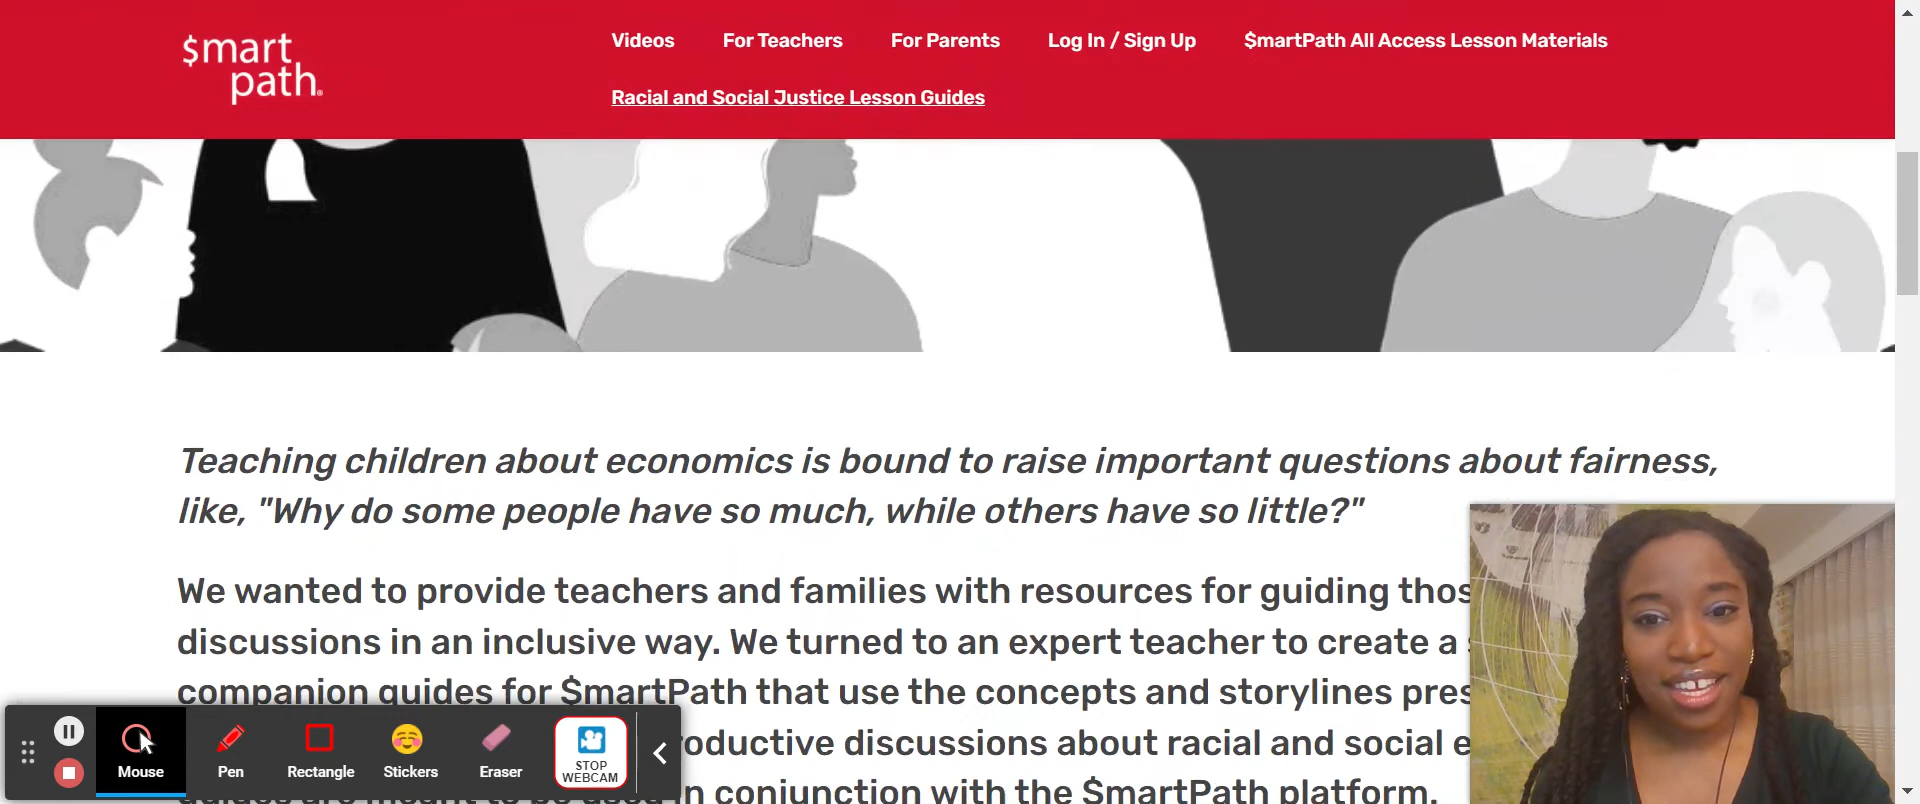 $mart
path®
Videos For Teachers For Parents Log In / Sign Up $martPath All Access Lesson Materials
Racial and Social Justice Lesson Guides
Teaching children about economics is bound to raise important questions about fairness,
like, "Why do some people have so much, while others have so little?"
We wanted to provide teachers and families with resources for guiding
discussions in an inclusive way. We turned to an expert teacher to create a
companion guides for $martPath that use the concepts and storylines
discussions about racial and social
in conjunction with the $martPath platform.
Mouse Pen Rectangle Stickers Eraser STOP
WEBCAM